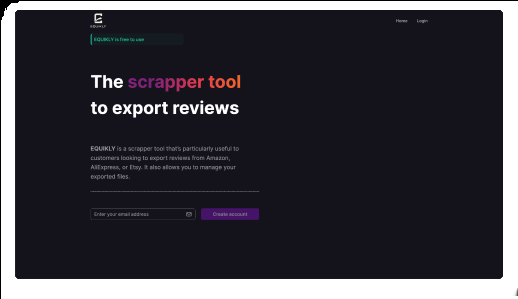 EQUIKLY
Home
Login
EQUIKLY is free to use
The scrapper tool
to export reviews
EQUIKLY is a scrapper tool that's particularly useful to
customers looking to export reviews from Amazon,
AliExpress, or Etsy. It also allows you to manage your
exported files.
Enter your email address
Create account